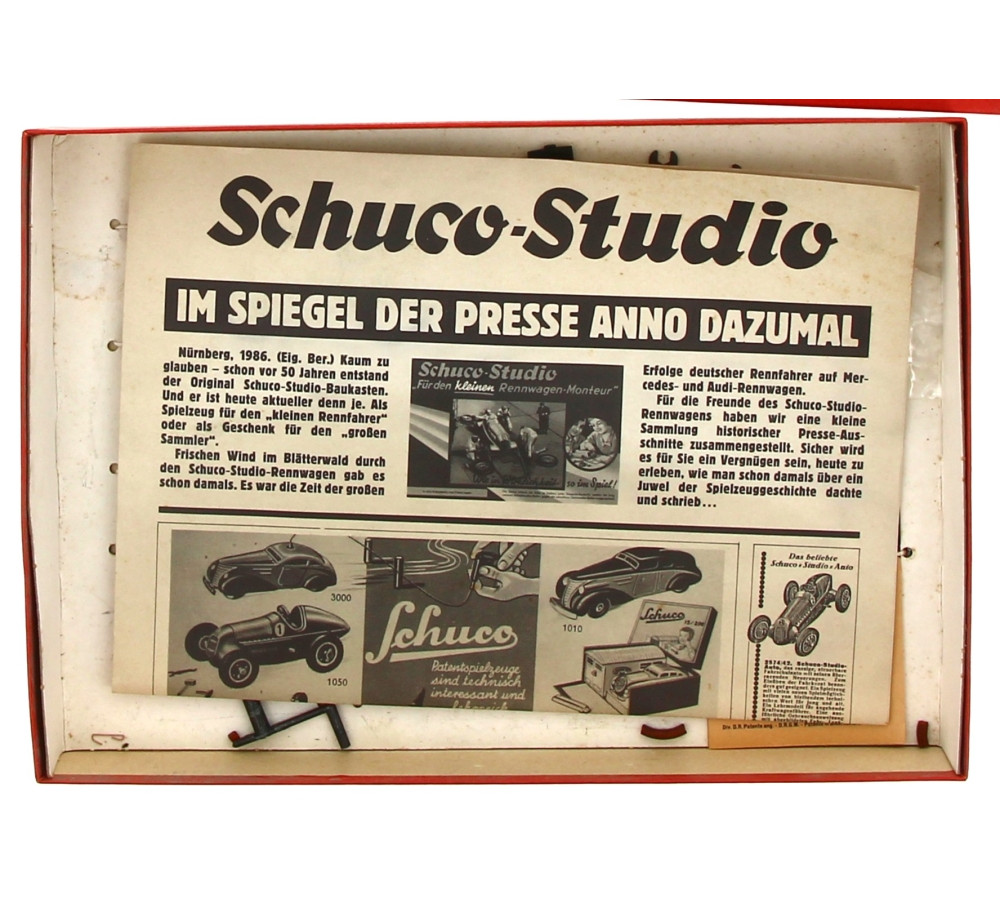 Schuco-Studio
IM SPIEGEL DER PRESSE ANNO DAZUMAL
Nürnberg, 1986. (Eig. Ber.) Kaum zu
glauben – schon vor 50 Jahren entstand
der Original Schuco-Studio-Baukasten.
Und er ist heute aktueller denn je. Als
Spielzeug für den „kleinen Rennfahrer“
oder als Geschenk für den „großen
Sammler“.
Frischen Wind im Blätterwald durch
den Schuco-Studio-Rennwagen gab es
schon damals. Es war die Zeit der großen
Schuco-Studio
„Für den kleinen Rennwagen-Monteur“
so im Spiel!
Erfolge deutscher Rennfahrer auf Mer-
cedes- und Audi-Rennwagen.
Für die Freunde des Schuco-Studio-
Rennwagens haben wir eine kleine
Sammlung historischer Presse-Aus-
schnitte zusammengestellt. Sicher wird
es für Sie ein Vergnügen sein, heute zu
erleben, wie man schon damals über ein
Juwel der Spielzeuggeschichte dachte
und schrieb...
3000
1050
Schuco
Patentspielzeuge
sind technisch
interessant und
1010
Schuco
Das beliebte
Schuco-Studio-Auto